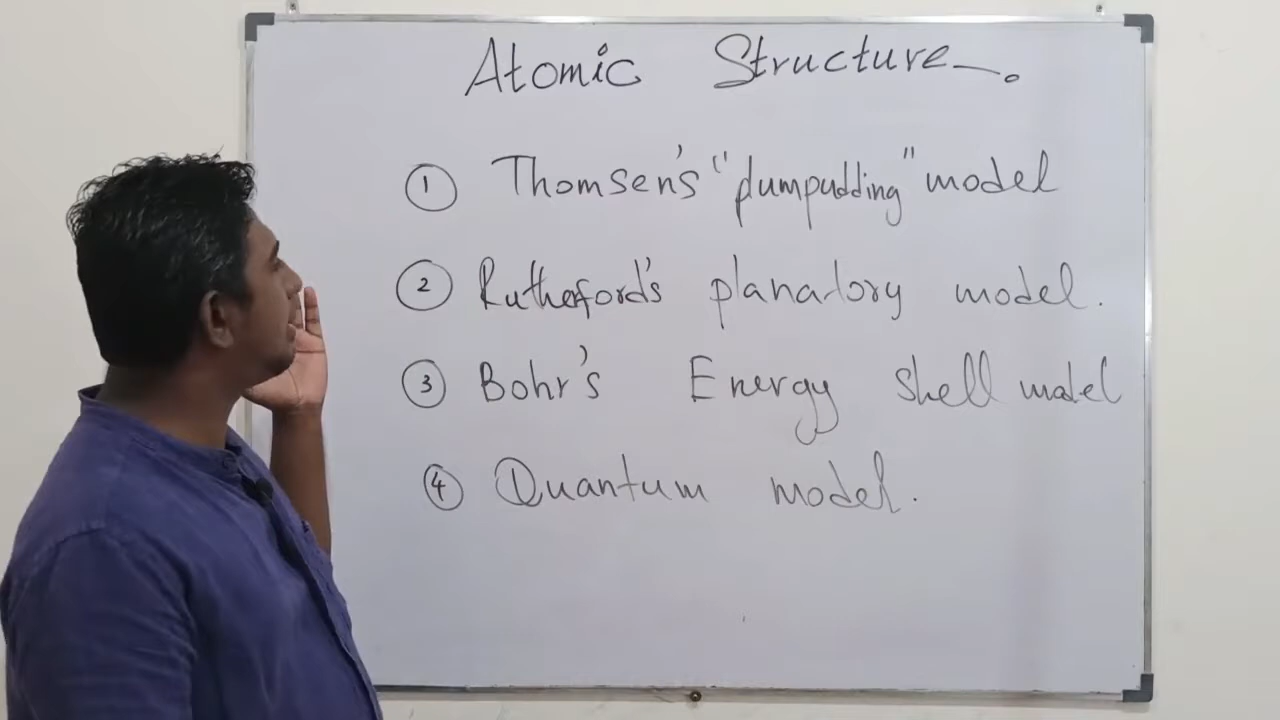 Atomic Structure.
① Thomsen's "plumpudding" model
② Rutherford's planatory model.
③ Bohr's Energy shell model
④ Quantum model.